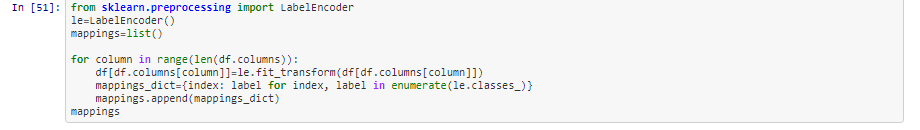 In [51]: from sklearn.preprocessing import LabelEncoder
le=LabelEncoder()
mappings=list()
for column in range(len(df.columns)):
    df[df.columns[column]]=le.fit_transform(df[df.columns[column]])
    mappings_dict={index: label for index, label in enumerate(le.classes_)}
    mappings.append(mappings_dict)
mappings